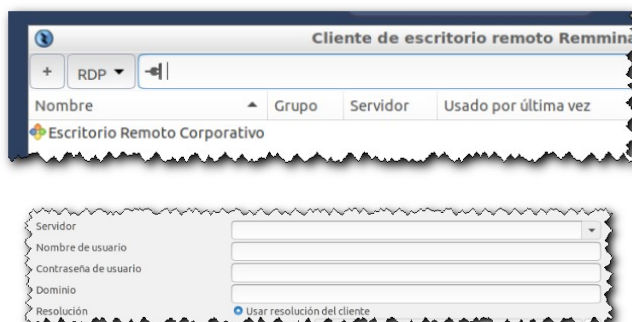 Cliente de escritorio remoto Remmina
+ RDP
Nombre Grupo Servidor Usado por última vez
Escritorio Remoto Corporativo
Servidor
Nombre de usuario
Contraseña de usuario
Dominio
Resolución Usar resolución del cliente